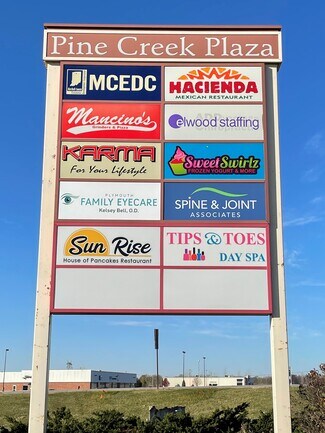 Pine Creek Plaza
MCEDC
HACIENDA
MEXICAN RESTAURANT
Mancino's
Grinders & Pizza
elwood staffing
KARMA
For Your Lifestyle
SweetSwirlz
FROZEN YOGURT & MORE
PLYMOUTH
FAMILY EYECARE
Kelsey Bell, O.D.
SPINE & JOINT
ASSOCIATES
Sun Rise
House of Pancakes Restaurant
TIPS & TOES
DAY SPA